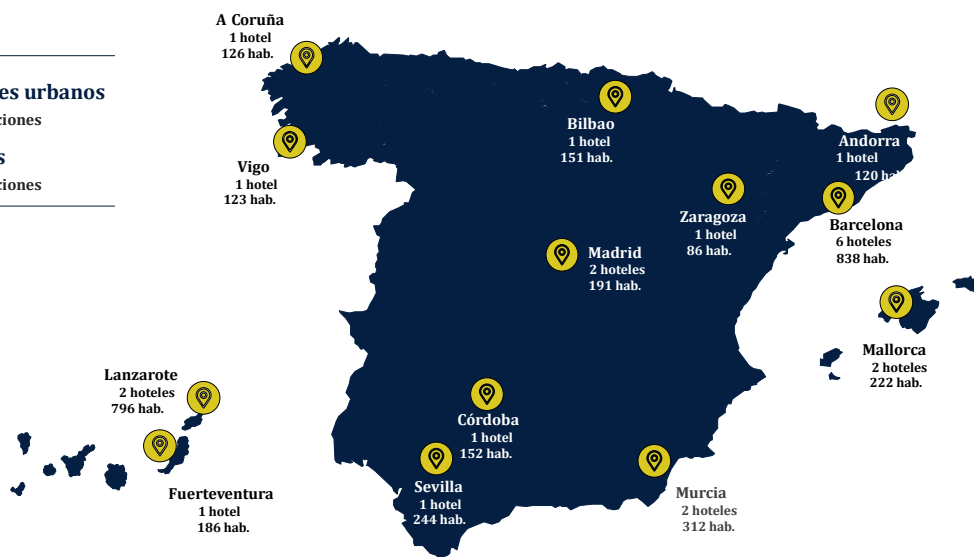 es urbanos
ciones
s
ciones
A Coruña
1 hotel
126 hab.
Vigo
1 hotel
123 hab.
Bilbao
1 hotel
151 hab.
Andorra
1 hotel
120 hab
Zaragoza
1 hotel
86 hab.
Barcelona
6 hoteles
838 hab.
Madrid
2 hoteles
191 hab.
Mallorca
2 hoteles
222 hab.
Lanzarote
2 hoteles
796 hab.
Fuerteventura
1 hotel
186 hab.
Córdoba
1 hotel
152 hab.
Sevilla
1 hotel
244 hab.
Murcia
2 hoteles
312 hab.